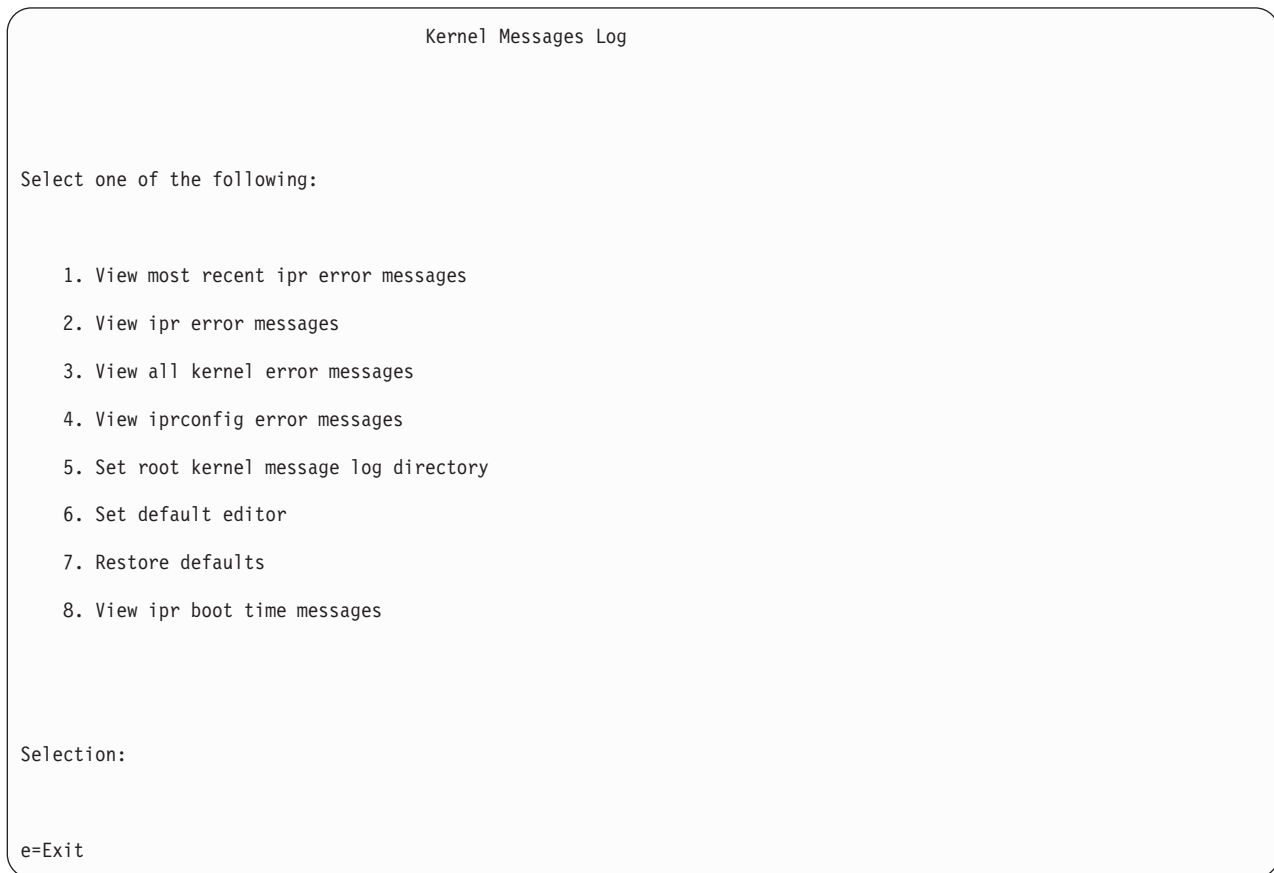 Kernel Messages Log
Select one of the following:
1. View most recent ipr error messages
2. View ipr error messages
3. View all kernel error messages
4. View iprconfig error messages
5. Set root kernel message log directory
6. Set default editor
7. Restore defaults
8. View ipr boot time messages
Selection:
e=Exit